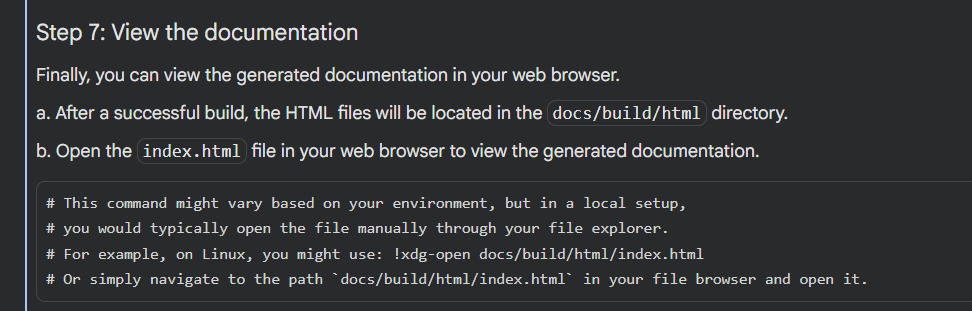 Step 7: View the documentation
Finally, you can view the generated documentation in your web browser.
a. After a successful build, the HTML files will be located in the docs/build/html directory.
b. Open the index.html file in your web browser to view the generated documentation.
# This command might vary based on your environment, but in a local setup,
# you would typically open the file manually through your file explorer.
# For example, on Linux, you might use: !xdg-open docs/build/html/index.html
# Or simply navigate to the path `docs/build/html/index.html` in your file browser and open it.